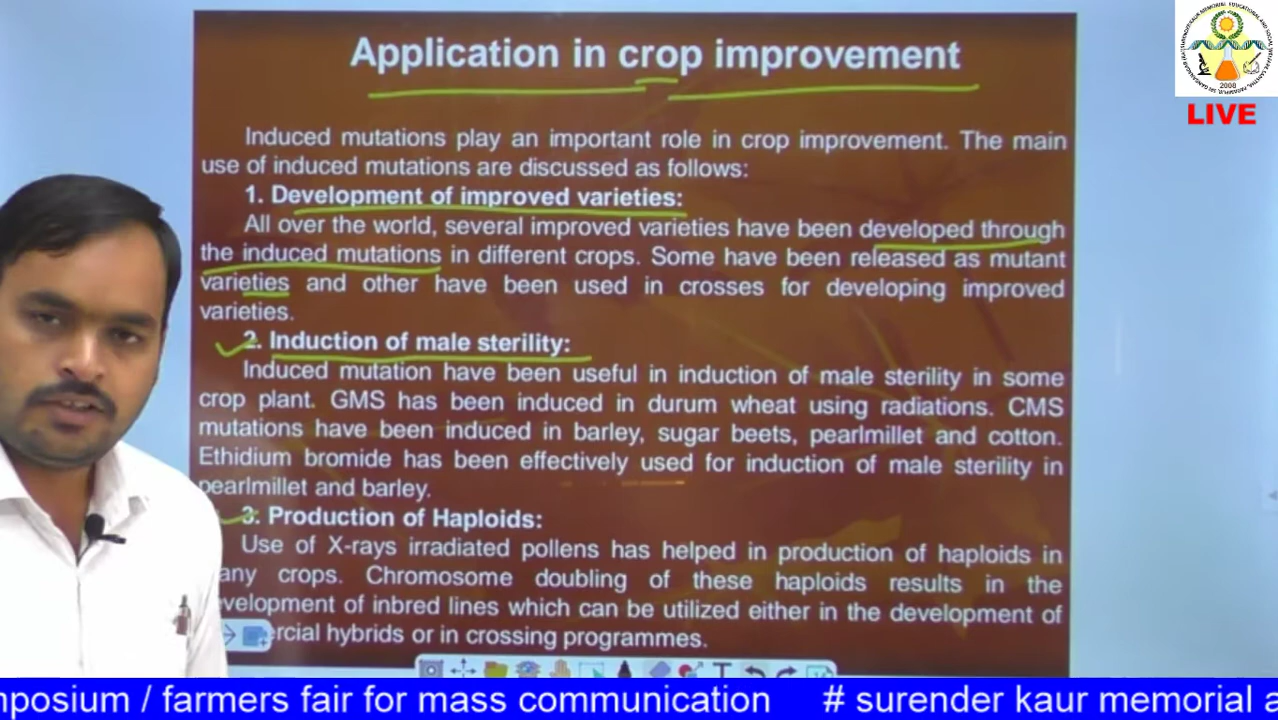 Application in crop improvement
LIVE
2008
Induced mutations play an important role in crop improvement. The main
use of induced mutations are discussed as follows:
1. Development of improved varieties:
All over the world, several improved varieties have been developed through
the induced mutations in different crops. Some have been released as mutant
varieties and other have been used in crosses for developing improved
varieties.
2. Induction of male sterility:
Induced mutation have been useful in induction of male sterility in some
crop plant. GMS has been induced in durum wheat using radiations. CMS
mutations have been induced in barley, sugar beets, pearlmillet and cotton.
Ethidium bromide has been effectively used for induction of male sterility in
pearlmillet and barley.
3. Production of Haploids:
Use of X-rays irradiated pollens has helped in production of haploids in
any crops. Chromosome doubling of these haploids results in the
velopment of inbred lines which can be utilized either in the development of
ercial hybrids or in crossing programmes.
mposium / farmers fair for mass communication # surender kaur memorial a